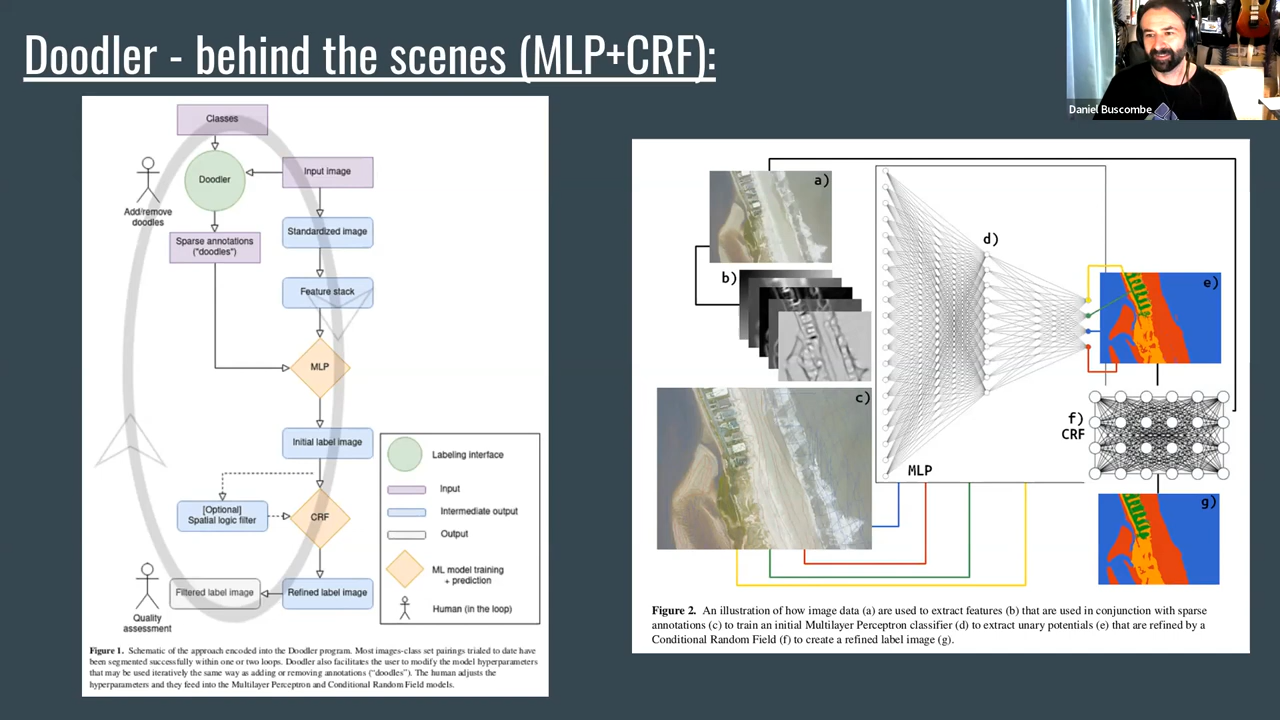 Doodler - behind the scenes (MLP+CRF):
Daniel Buscombe
Classes
Doodler
Input image
Add/remove
doodles
Sparse annotations
("doodles")
Standardized image
Feature stack
MLP
Initial label image
[Optional]
Spatial logic filter
CRF
Filtered label image
Refined label image
Quality
assessment
Labeling interface
Input
Intermediate output
Output
ML model training
+ prediction
Human (in the loop)
Figure 1. Schematic of the approach encoded into the Doodler program. Most images-class set pairings trialed to date have
been segmented successfully within one or two loops. Doodler also facilitates the user to modify the model hyperparameters
that may be used iteratively the same way as adding or removing annotations ("doodles"). The human adjusts the
hyperparameters and they feed into the Multilayer Perceptron and Conditional Random Field models.
a)
b)
c)
d)
MLP
e)
f)
CRF
g)
Figure 2. An illustration of how image data (a) are used to extract features (b) that are used in conjunction with sparse
annotations (c) to train an initial Multilayer Perceptron classifier (d) to extract unary potentials (e) that are refined by a
Conditional Random Field (f) to create a refined label image (g).